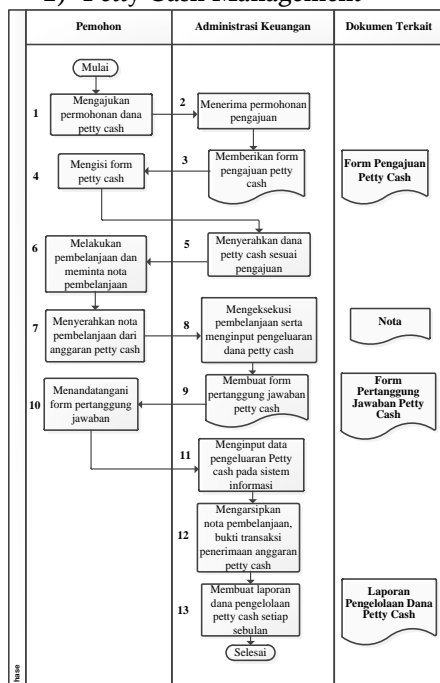 2) Petty Cash Management
Pemohon
Administrasi Keuangan
Dokumen Terkait
Mulai
1
Mengajukan
permohonan dana
petty cash
2
Menerima permohonan
pengajuan
3
Memberikan form
pengajuan petty
cash
Form Pengajuan
Petty Cash
4
Mengisi form
petty cash
5
Menyerahkan dana
petty cash sesuai
pengajuan
6
Melakukan
pembelanjaan dan
meminta nota
pembelanjaan
7
Menyerahkan nota
pembelanjaan dari
anggaran petty cash
8
Mengeksekusi
pembelanjaan serta
menginput pengeluaran
dana petty cash
Nota
9
Membuat form
pertanggung jawaban
petty cash
Form
Pertanggung
Jawaban Petty
Cash
10
Menandatangani
form pertanggung
jawaban
11
Menginput data
pengeluaran Petty
cash pada sistem
informasi
12
Mengarsipkan
nota pembelanjaan,
bukti transaksi
penerimaan anggaran
petty cash
13
Membuat laporan
dana pengelolaan
petty cash setiap
sebulan
Laporan
Pengelolaan Dana
Petty Cash
Selesai
hase